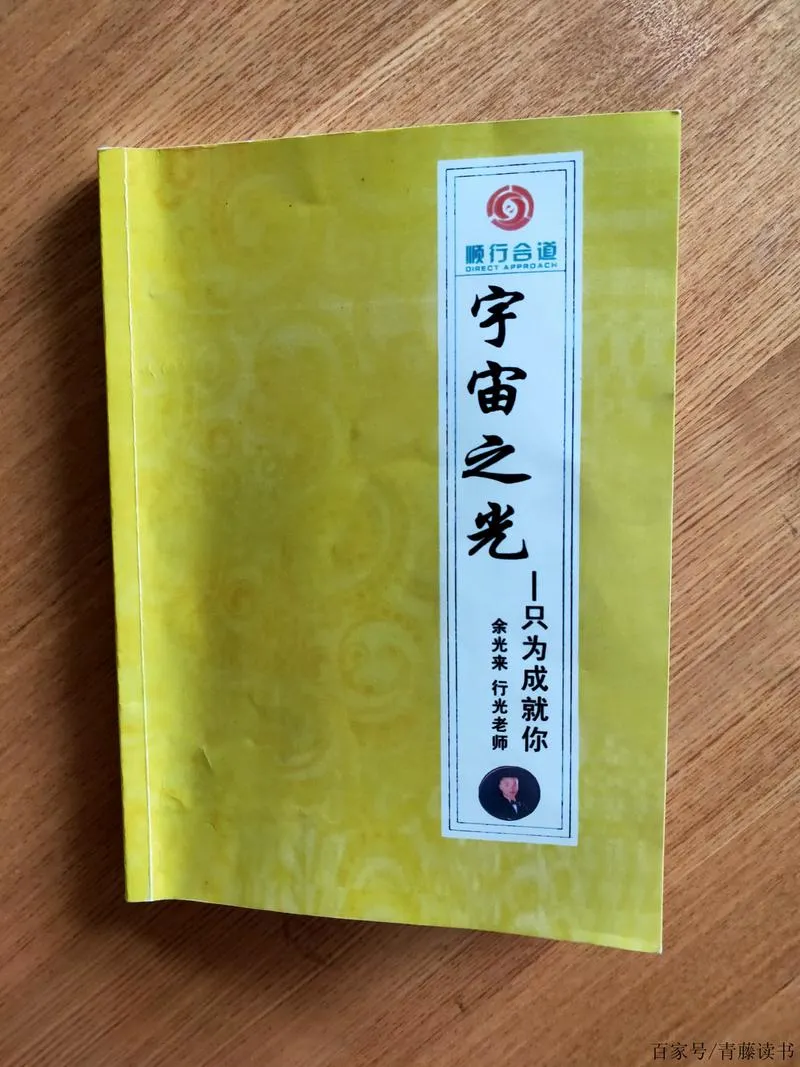 顺行合道
DIRECT APPROACH
宇宙之光
—只为成就你
余光来 行光老师
百家号/青藤读书